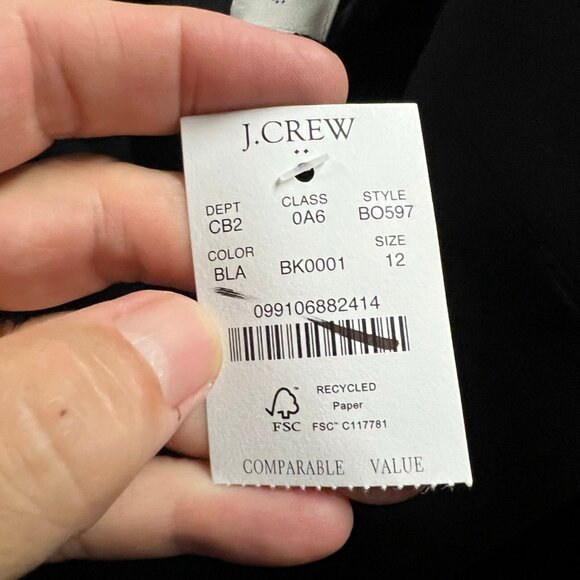 J.CREW
DEPT CLASS STYLE
CB2 0A6 BO597
COLOR SIZE
BLA BK0001 12
099106882414
RECYCLED
Paper
FSC FSC™ C117781
COMPARABLE VALUE